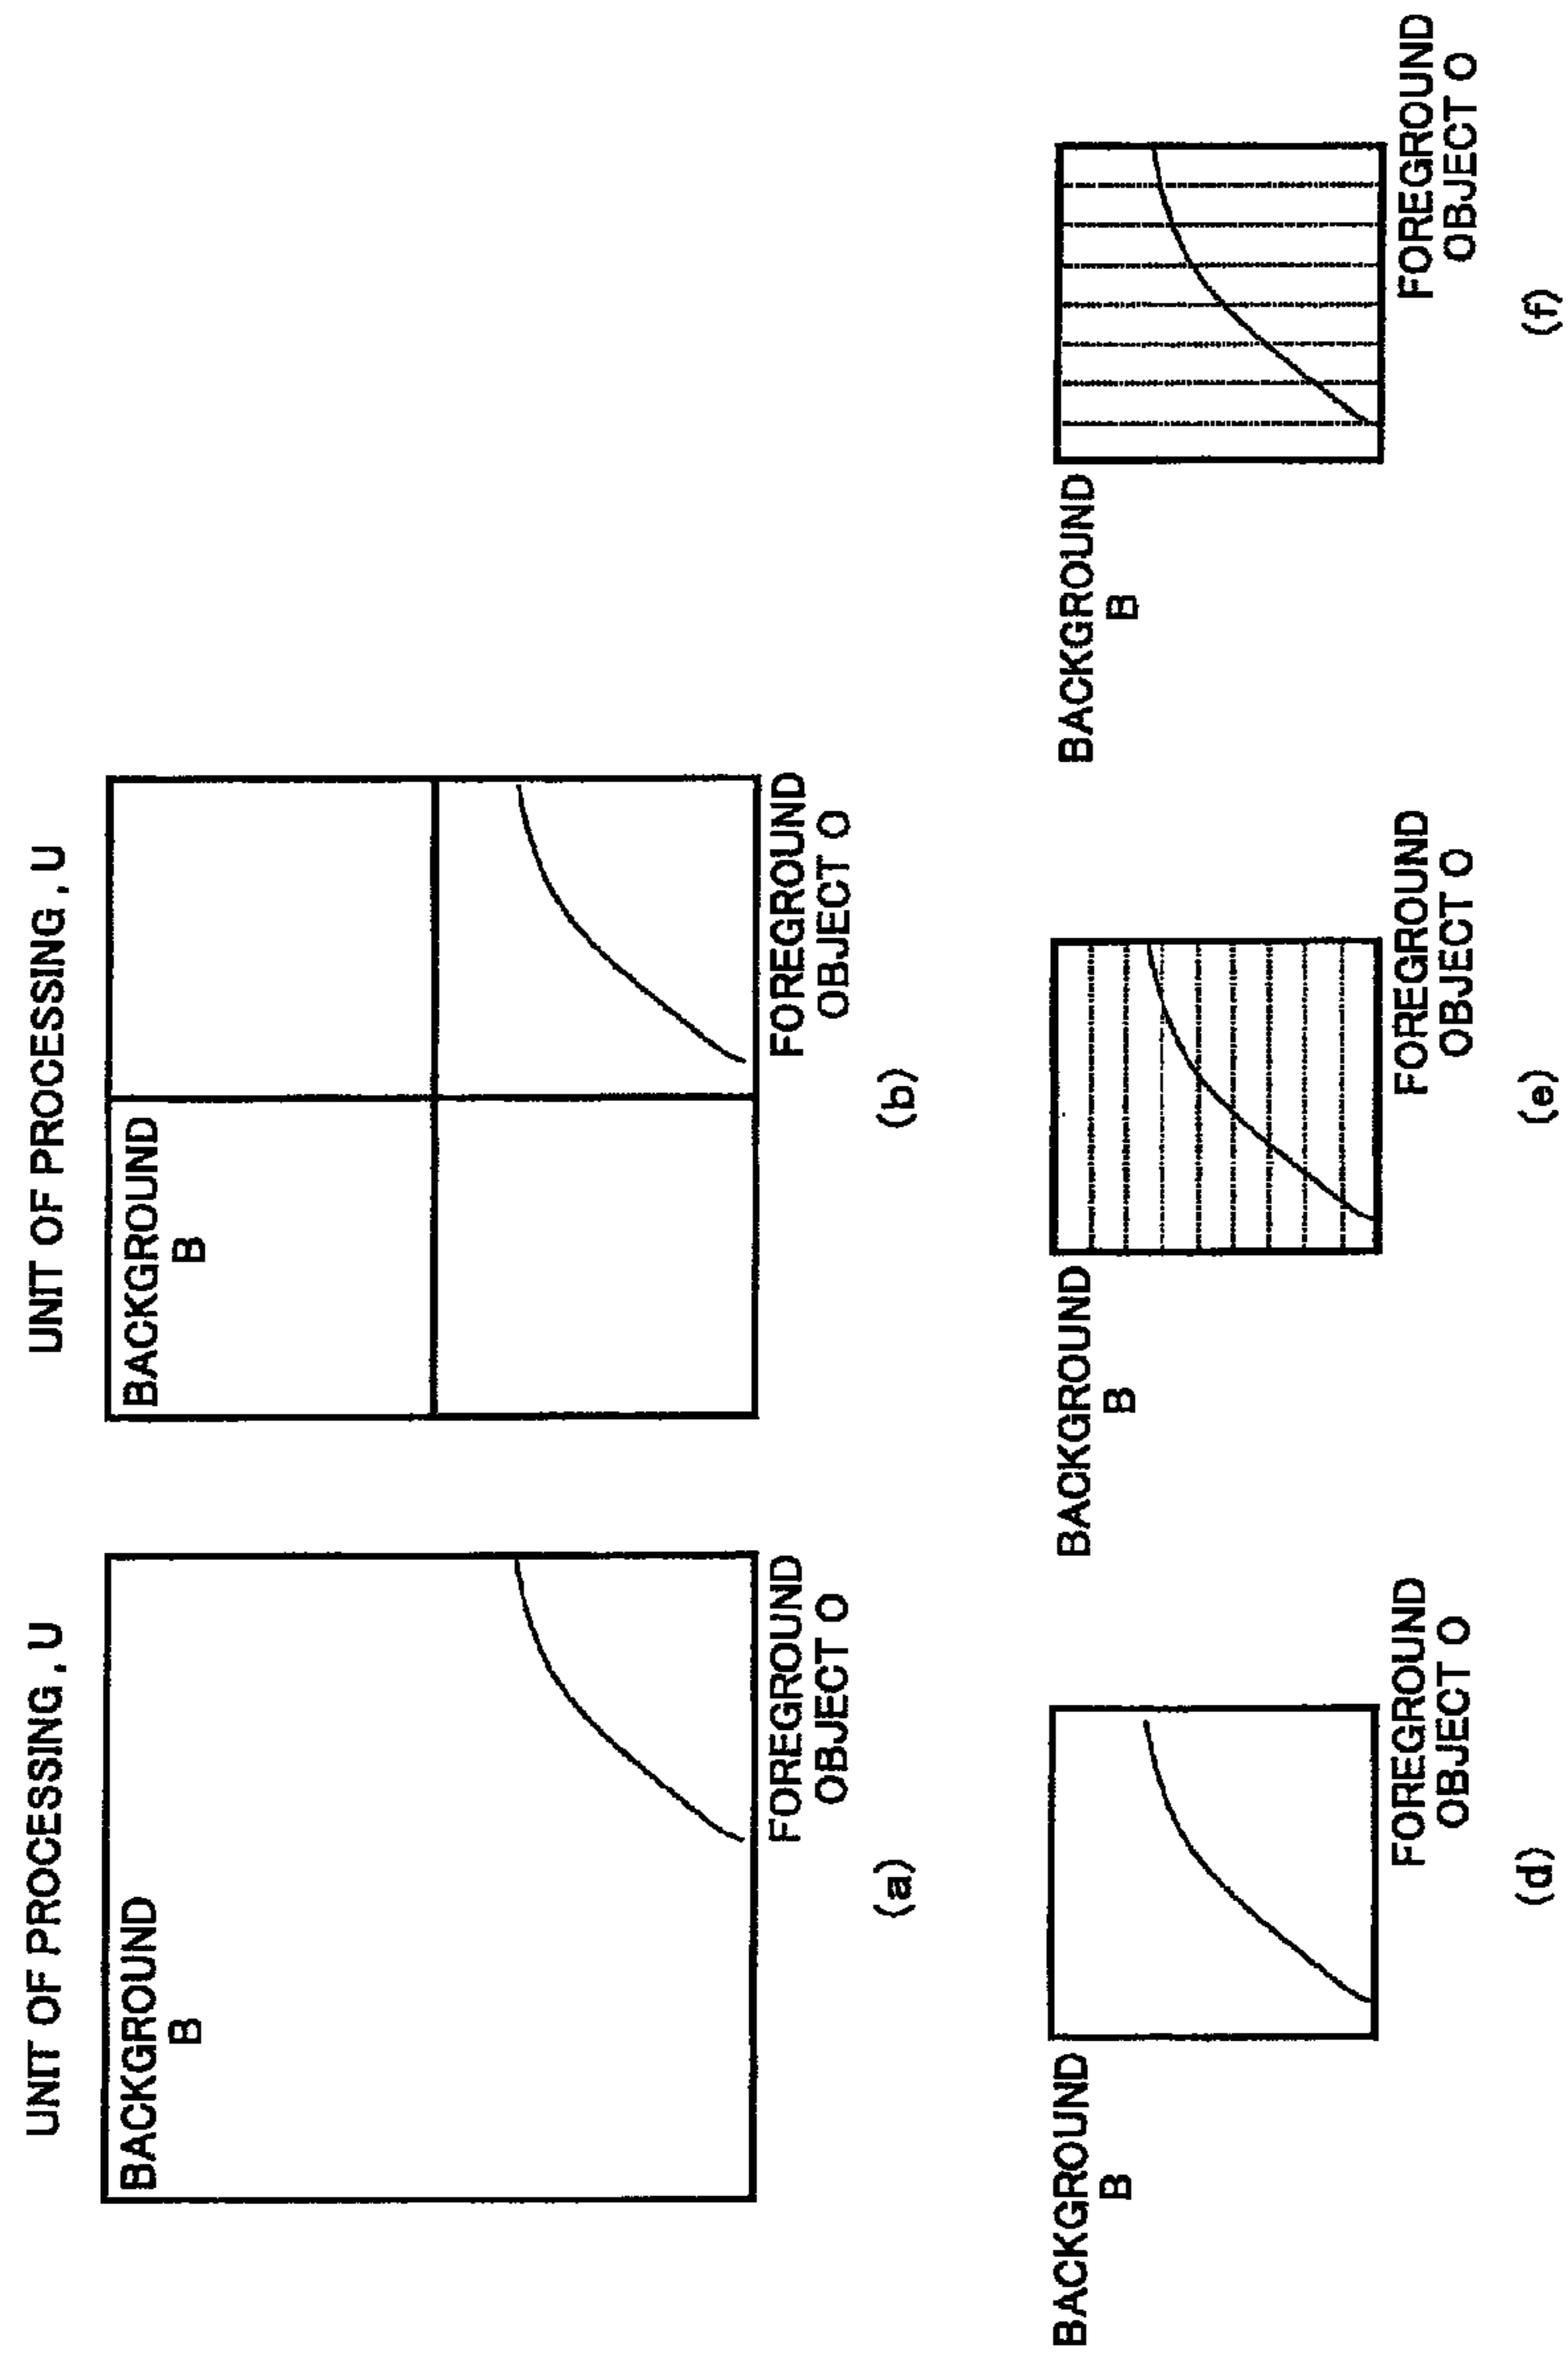 UNIT OF PROCESSING, U
BACKGROUND
B
FOREGROUND
OBJECT O
(a)
UNIT OF PROCESSING, U
BACKGROUND
B
FOREGROUND
OBJECT O
(b)
BACKGROUND
B
FOREGROUND
OBJECT O
(d)
BACKGROUND
B
FOREGROUND
OBJECT O
(e)
BACKGROUND
B
FOREGROUND
OBJECT O
(f)